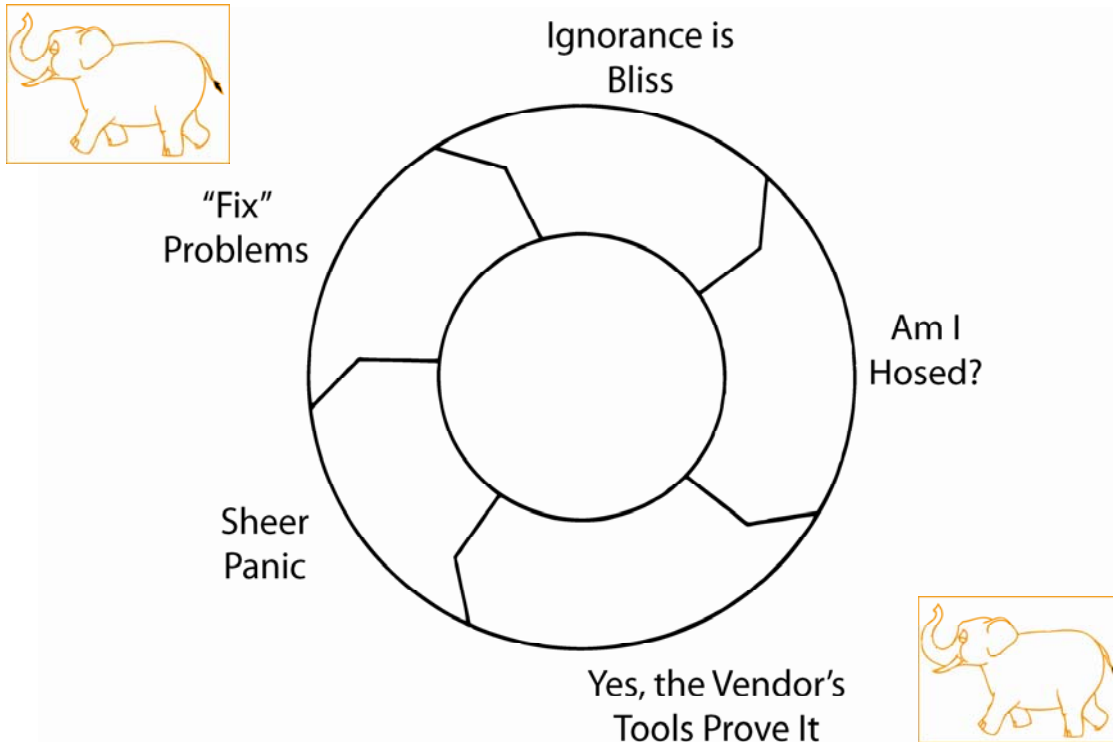 Ignorance is
Bliss
Am I
Hosed?
Yes, the Vendor’s
Tools Prove It
Sheer
Panic
“Fix”
Problems